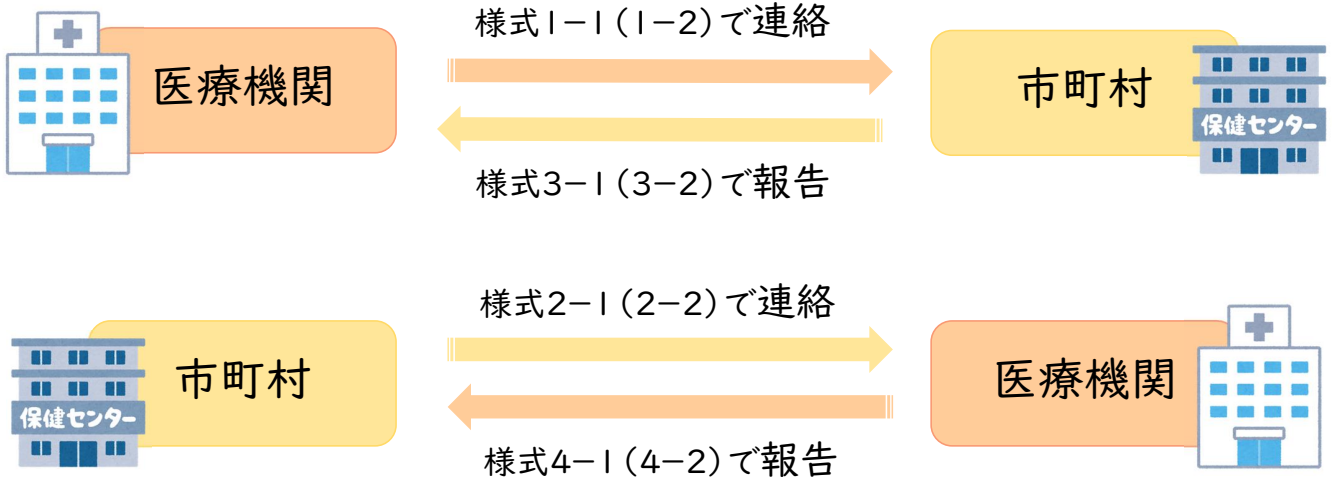 様式1-1(1-2)で連絡
医療機関
市町村
保健センター
様式3-1(3-2)で報告
様式2-1(2-2)で連絡
市町村
保健センター
医療機関
様式4-1(4-2)で報告